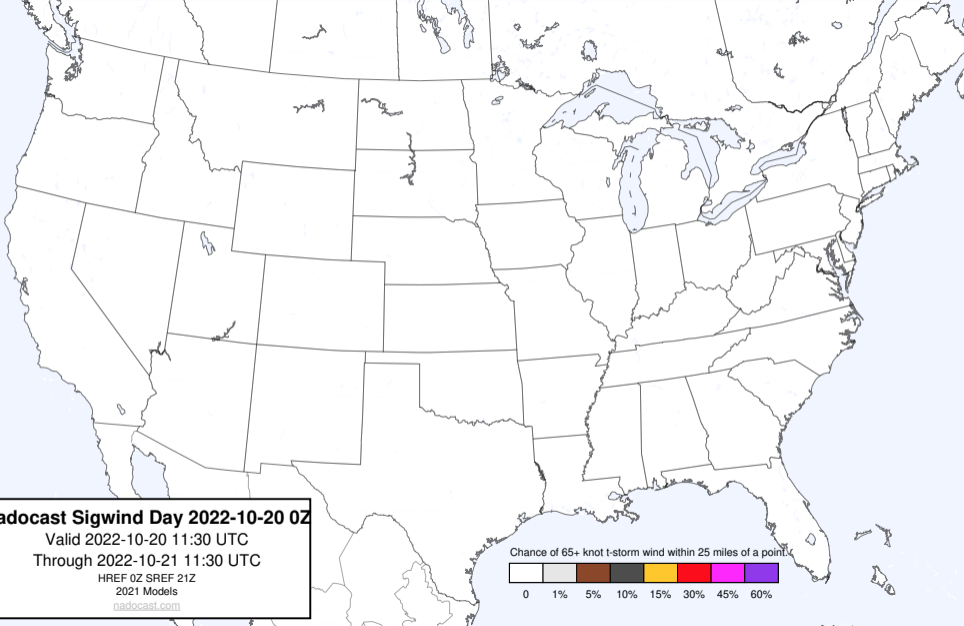 adocast Sigwind Day 2022-10-20 0Z
Valid 2022-10-20 11:30 UTC
Through 2022-10-21 11:30 UTC
HREF 0Z SREF 21Z
2021 Models
nadocast.com
Chance of 65+ knot t-storm wind within 25 miles of a point.
0 1% 5% 10% 15% 30% 45% 60%